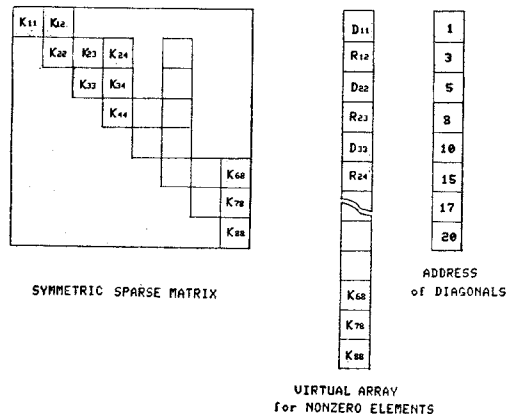 K11 K12
K22 K23 K24
K33 K34
K44
K68
K78
K88
SYMMETRIC SPARSE MATRIX
D11
R12
D22
R23
D33
R24
K68
K78
K88
VIRTUAL ARRAY
for NONZERO ELEMENTS
1
3
5
8
10
15
17
20
ADDRESS
of DIAGONALS